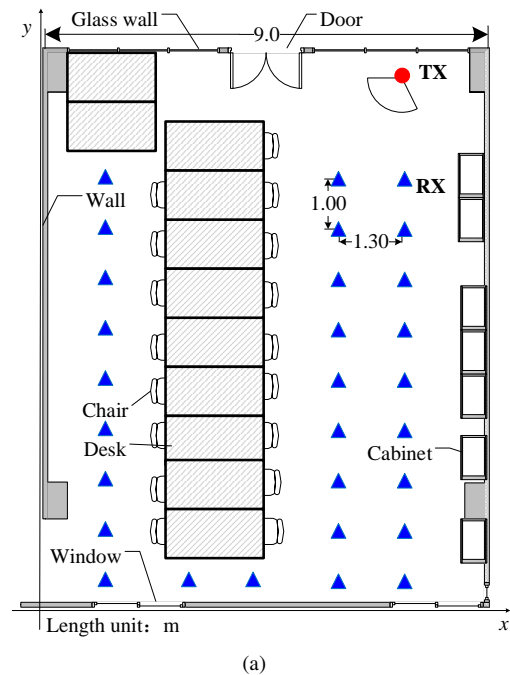 y
Glass wall
Door
9.0
TX
Wall
RX
1.00
1.30
Chair
Desk
Cabinet
Window
Length unit: m
x
(a)